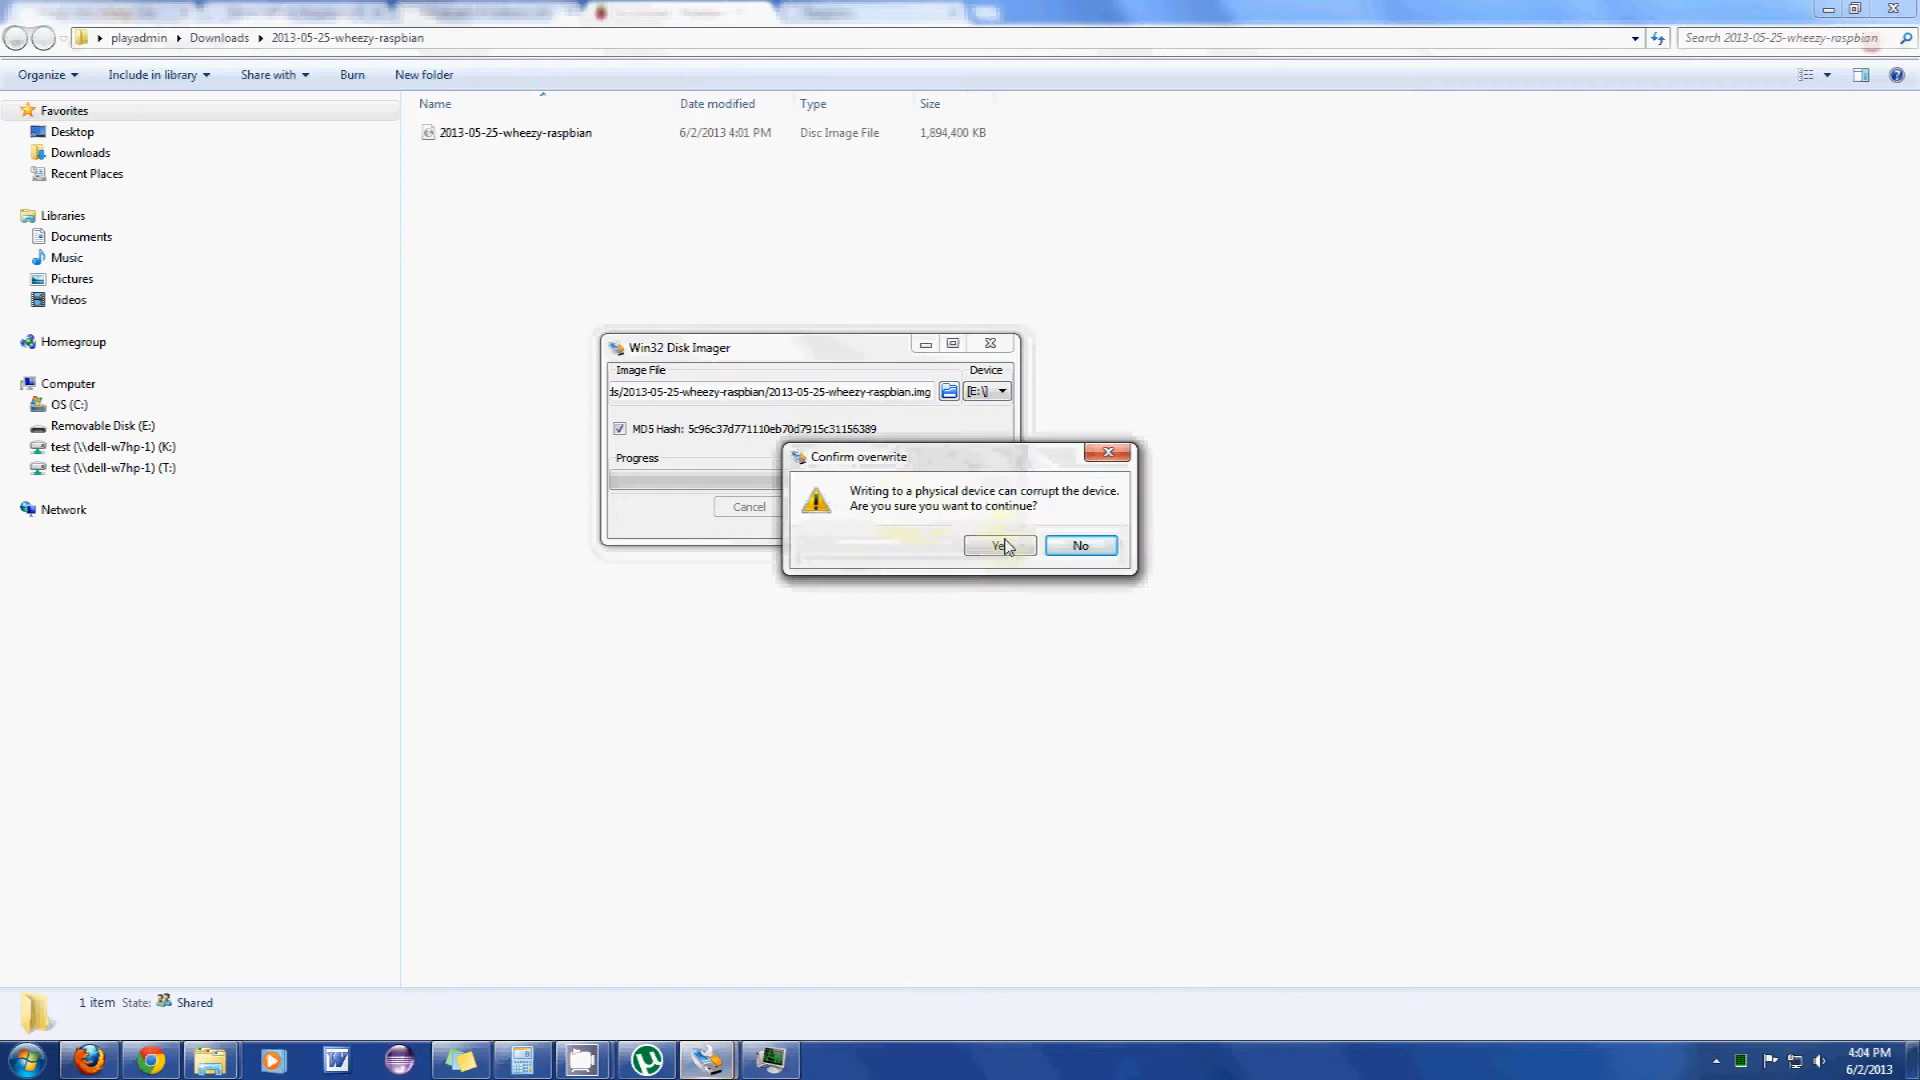 playadmin Downloads 2013-05-25-wheezy-raspbian Search 2013-05-25-wheezy-raspbian
Organize Include in library Share with Burn New folder
Favorites
Desktop
Downloads
Recent Places
Libraries
Documents
Music
Pictures
Videos
Homegroup
Computer
OS (C:)
Removable Disk (E:)
test (\\dell-w7hp-1) (K:)
test (\\dell-w7hp-1) (T:)
Network
Name Date modified Type Size
2013-05-25-wheezy-raspbian 6/2/2013 4:01 PM Disc Image File 1,894,400 KB
Win32 Disk Imager
Image File Device
ds/2013-05-25-wheezy-raspbian/2013-05-25-wheezy-raspbian.img [E:\]
MD5 Hash: 5c96c37d771110eb70d7915c31156389
Progress
Cancel
Confirm overwrite
Writing to a physical device can corrupt the device.
Are you sure you want to continue?
Yes No
1 item State: Shared
4:04 PM
6/2/2013